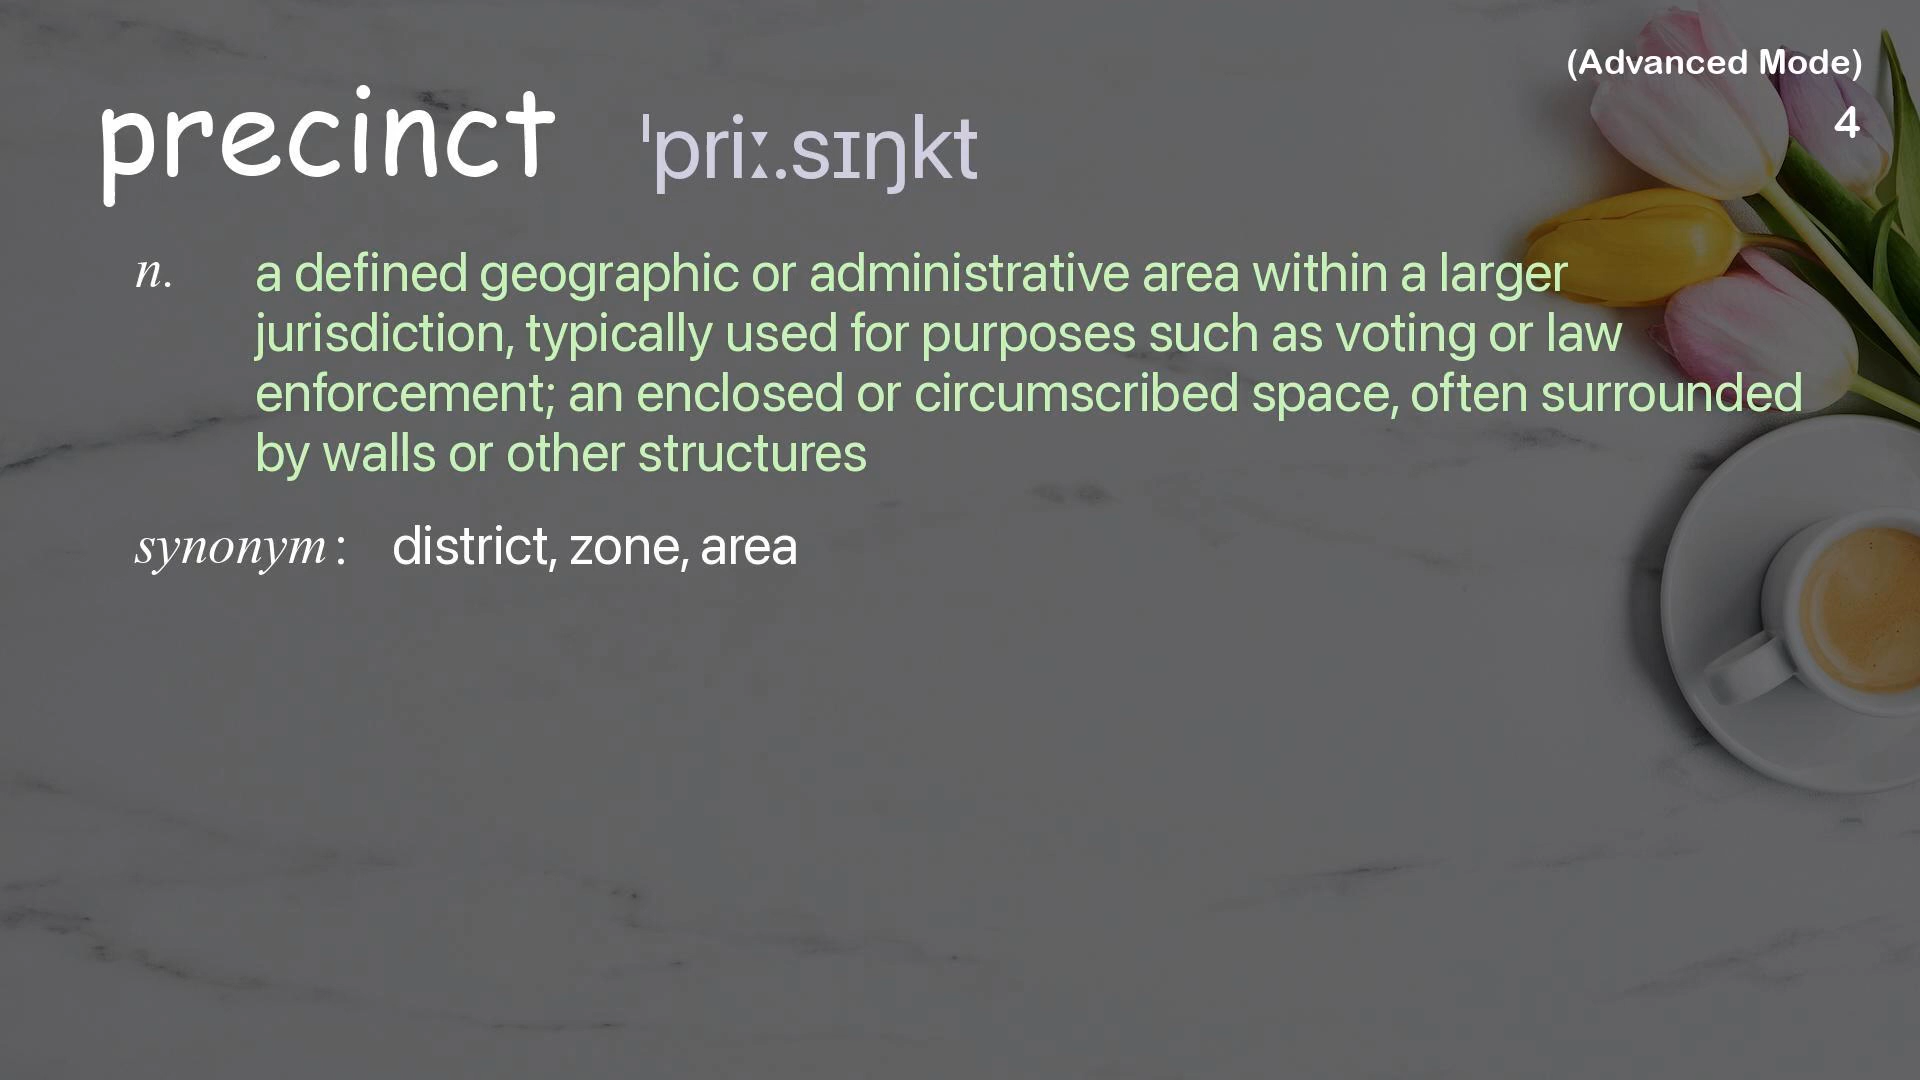 (Advanced Mode)
4
precinct ˈpriː.sɪŋkt
n. a defined geographic or administrative area within a larger
jurisdiction, typically used for purposes such as voting or law
enforcement; an enclosed or circumscribed space, often surrounded
by walls or other structures
synonym : district, zone, area